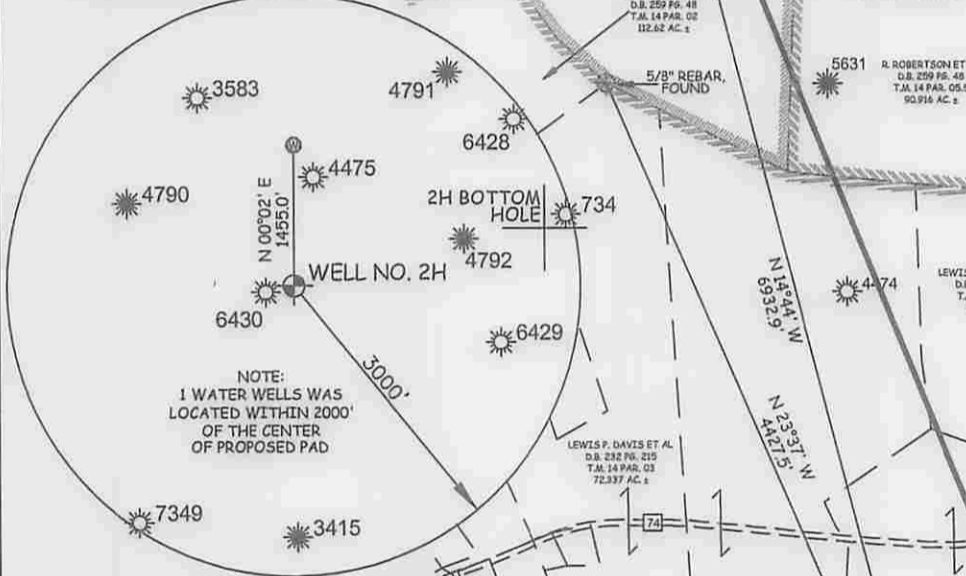 D.B. 259 PG. 48
T.M. 14 PAR. 02
112.62 AC. ±
5631
R. ROBERTSON ET
D.B. 259 PG. 48
T.M. 14 PAR. 05.
90.916 AC. ±
5/8" REBAR,
FOUND
4791
3583
6428
4475
W
4790
N 00°02' E
1455.0'
2H BOTTOM
HOLE
734
4792
WELL NO. 2H
6430
6429
4474
LEWIS
D.
T.
N 14°44' W
6932.9'
3000'
NOTE:
1 WATER WELLS WAS
LOCATED WITHIN 2000'
OF THE CENTER
OF PROPOSED PAD
N 23°37' W
4427.5'
LEWIS P. DAVIS ET AL
D.B. 232 PG. 215
T.M. 14 PAR. 03
72.337 AC. ±
7349
3415
74